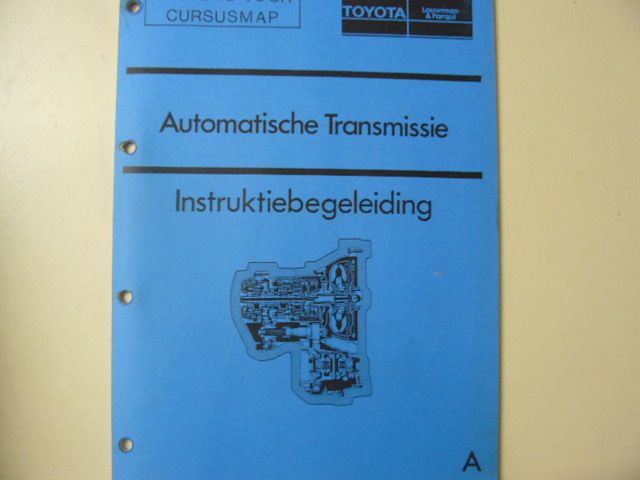 CURSUSMAP
TOYOTA
Louwman
& Parqui
Automatische Transmissie
Instruktiebegeleiding
A